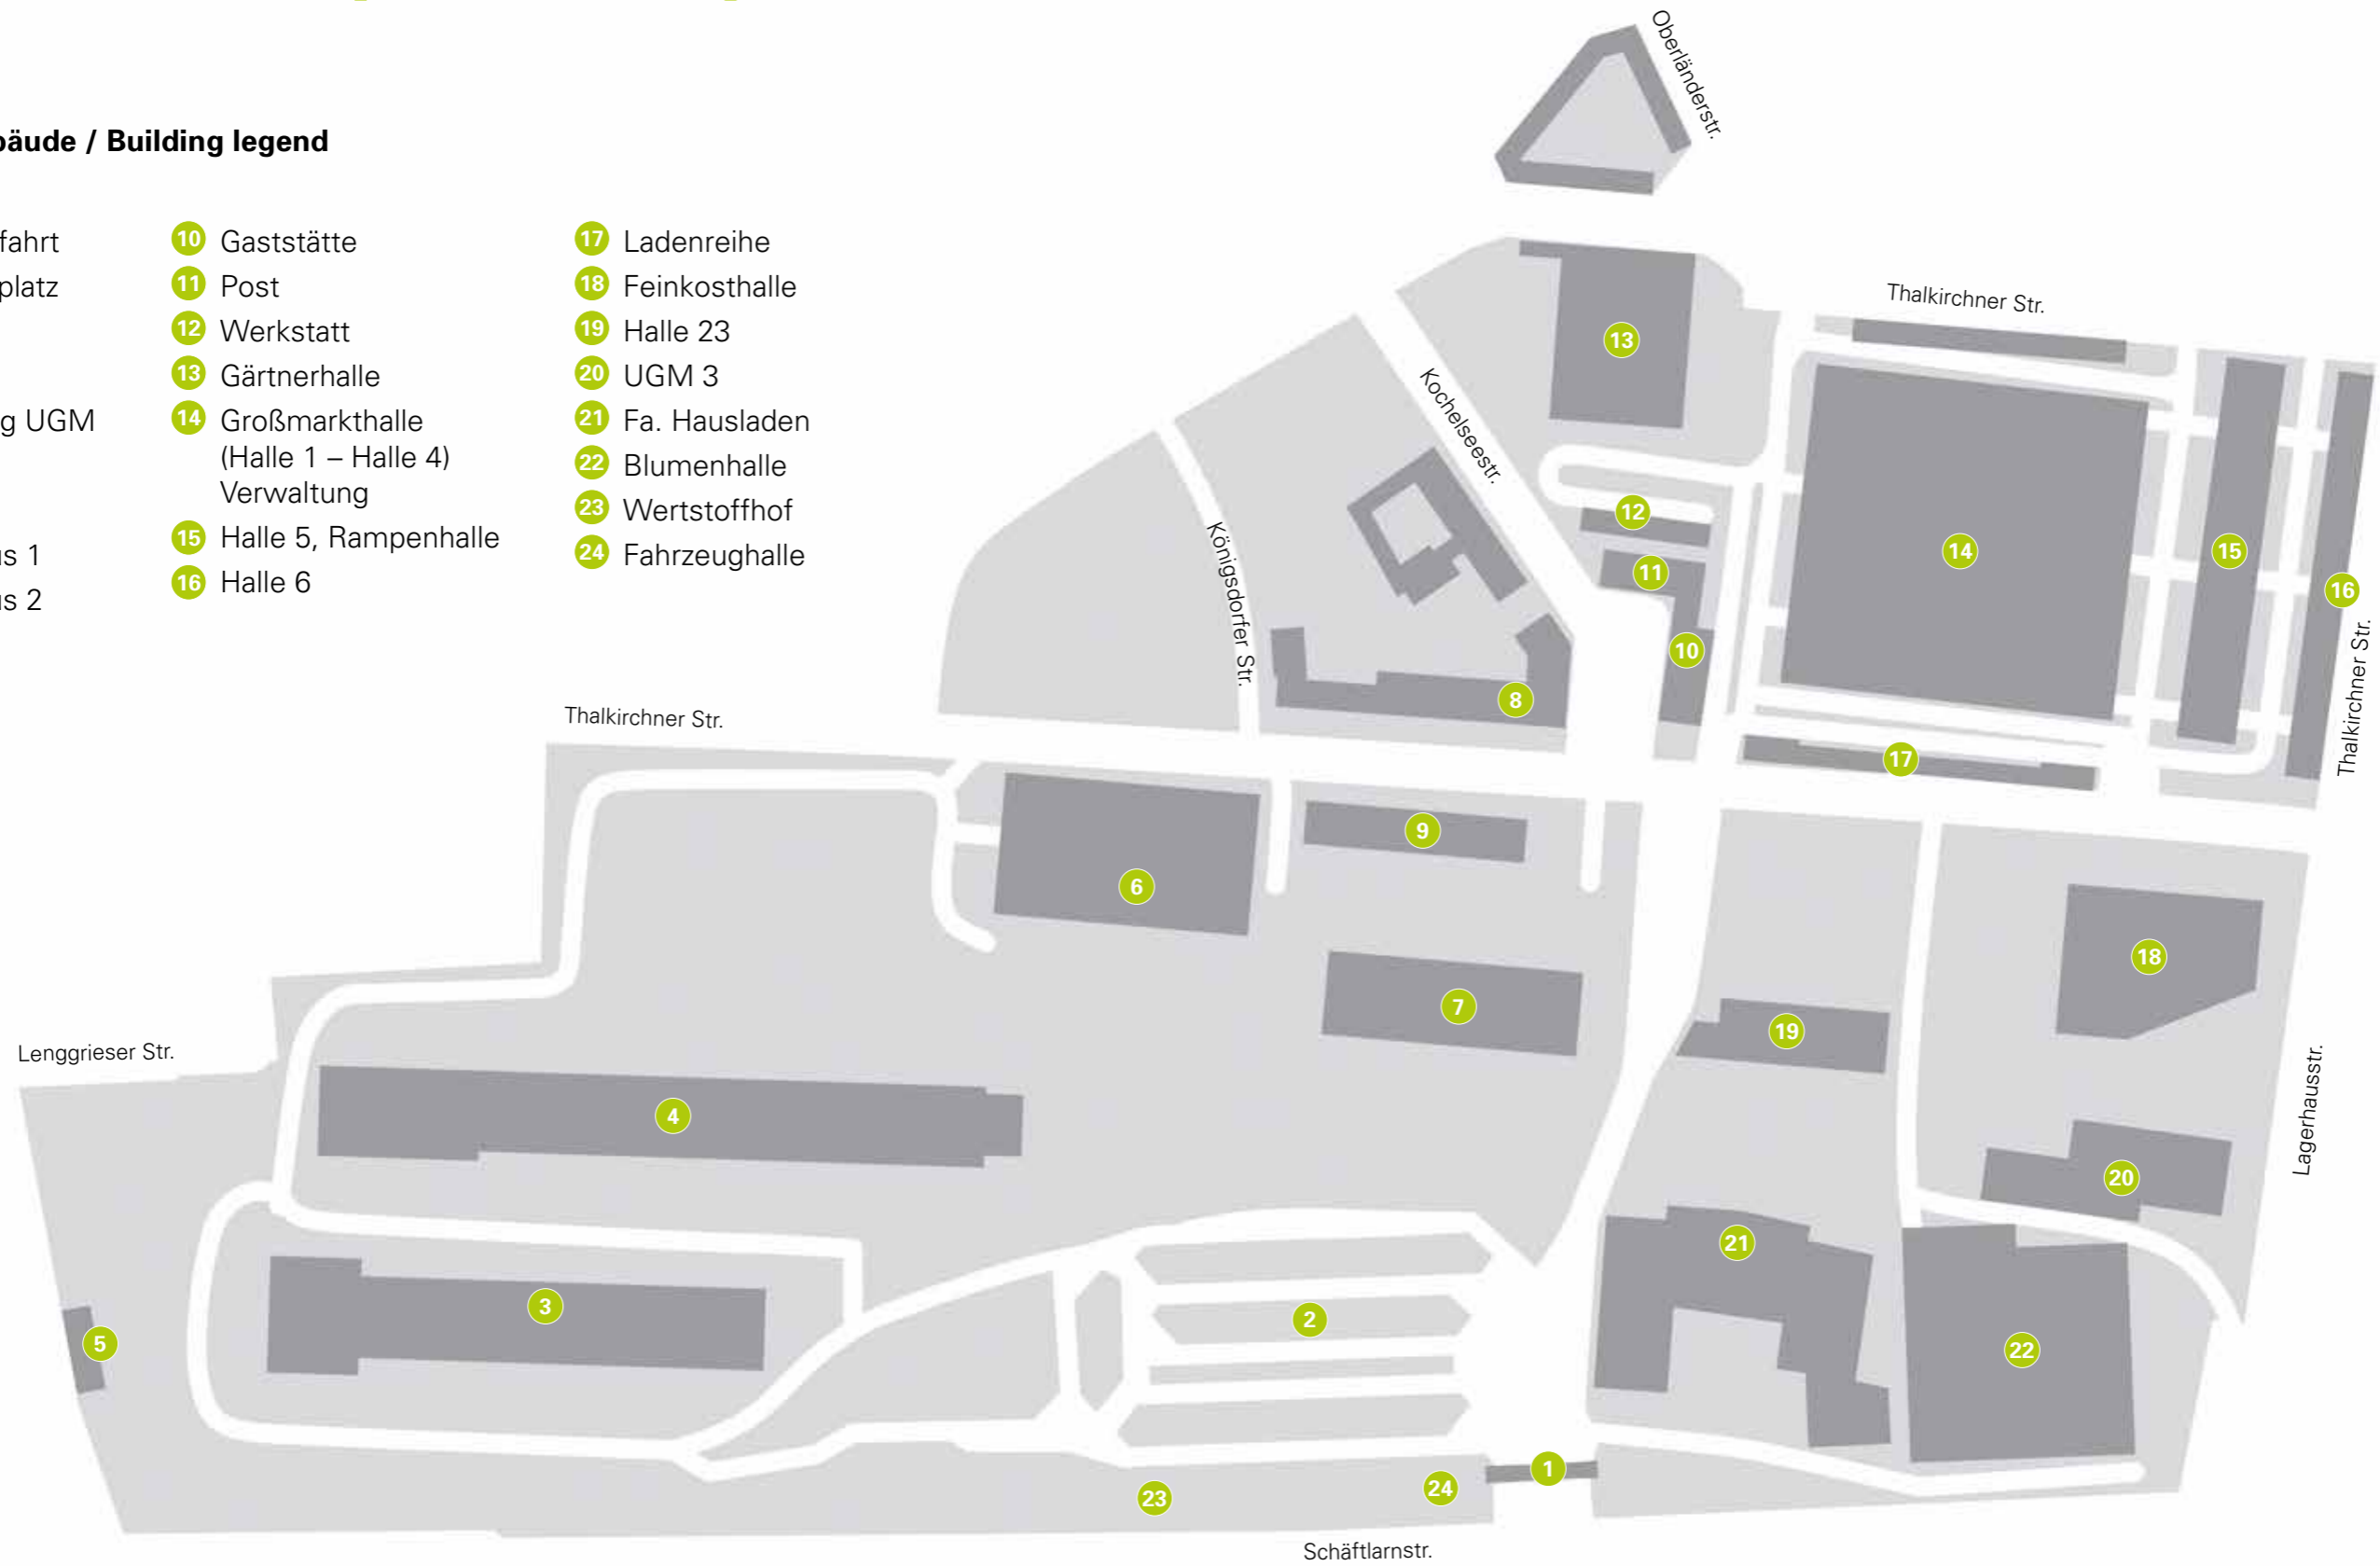 bäude / Building legend
fahrt
platz
g UGM
s 1
s 2
10 Gaststätte
11 Post
12 Werkstatt
13 Gärtnerhalle
14 Großmarkthalle
(Halle 1 – Halle 4)
Verwaltung
15 Halle 5, Rampenhalle
16 Halle 6
17 Ladenreihe
18 Feinkosthalle
19 Halle 23
20 UGM 3
21 Fa. Hausladen
22 Blumenhalle
23 Wertstoffhof
24 Fahrzeughalle
Oberländerstr.
Thalkirchner Str.
13
Kochelseestr.
12
11
14
15
16
Königsdorfer Str.
10
8
Thalkirchner Str.
Thalkirchner Str.
17
9
6
18
7
19
Lenggrieser Str.
4
Lagerhausstr.
20
21
3
2
5
22
1
24
23
Schäftlarnstr.